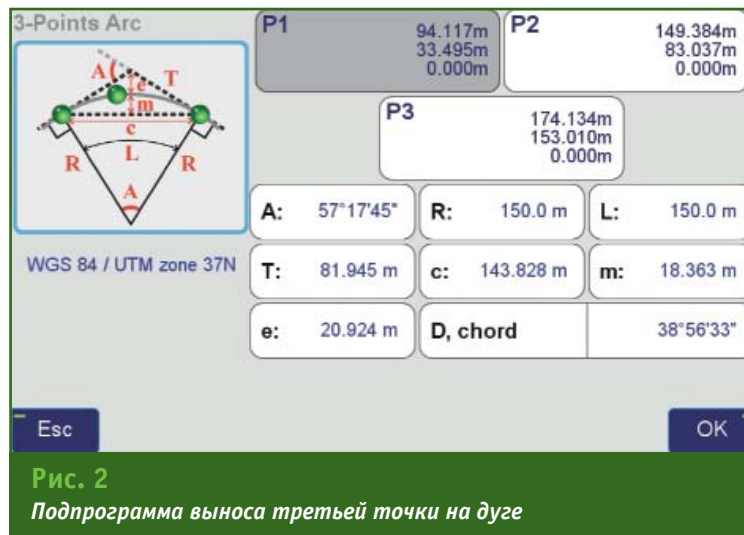 3-Points Arc
P1
94.117m
33.495m
0.000m
P2
149.384m
83.037m
0.000m
P3
174.134m
153.010m
0.000m
A
T
e
m
c
L
R
R
A
WGS 84 / UTM zone 37N
A: 57°17'45"
R: 150.0 m
L: 150.0 m
T: 81.945 m
c: 143.828 m
m: 18.363 m
e: 20.924 m
D, chord 38°56'33"
Esc
OK
Рис. 2
Подпрограмма выноса третьей точки на дуге